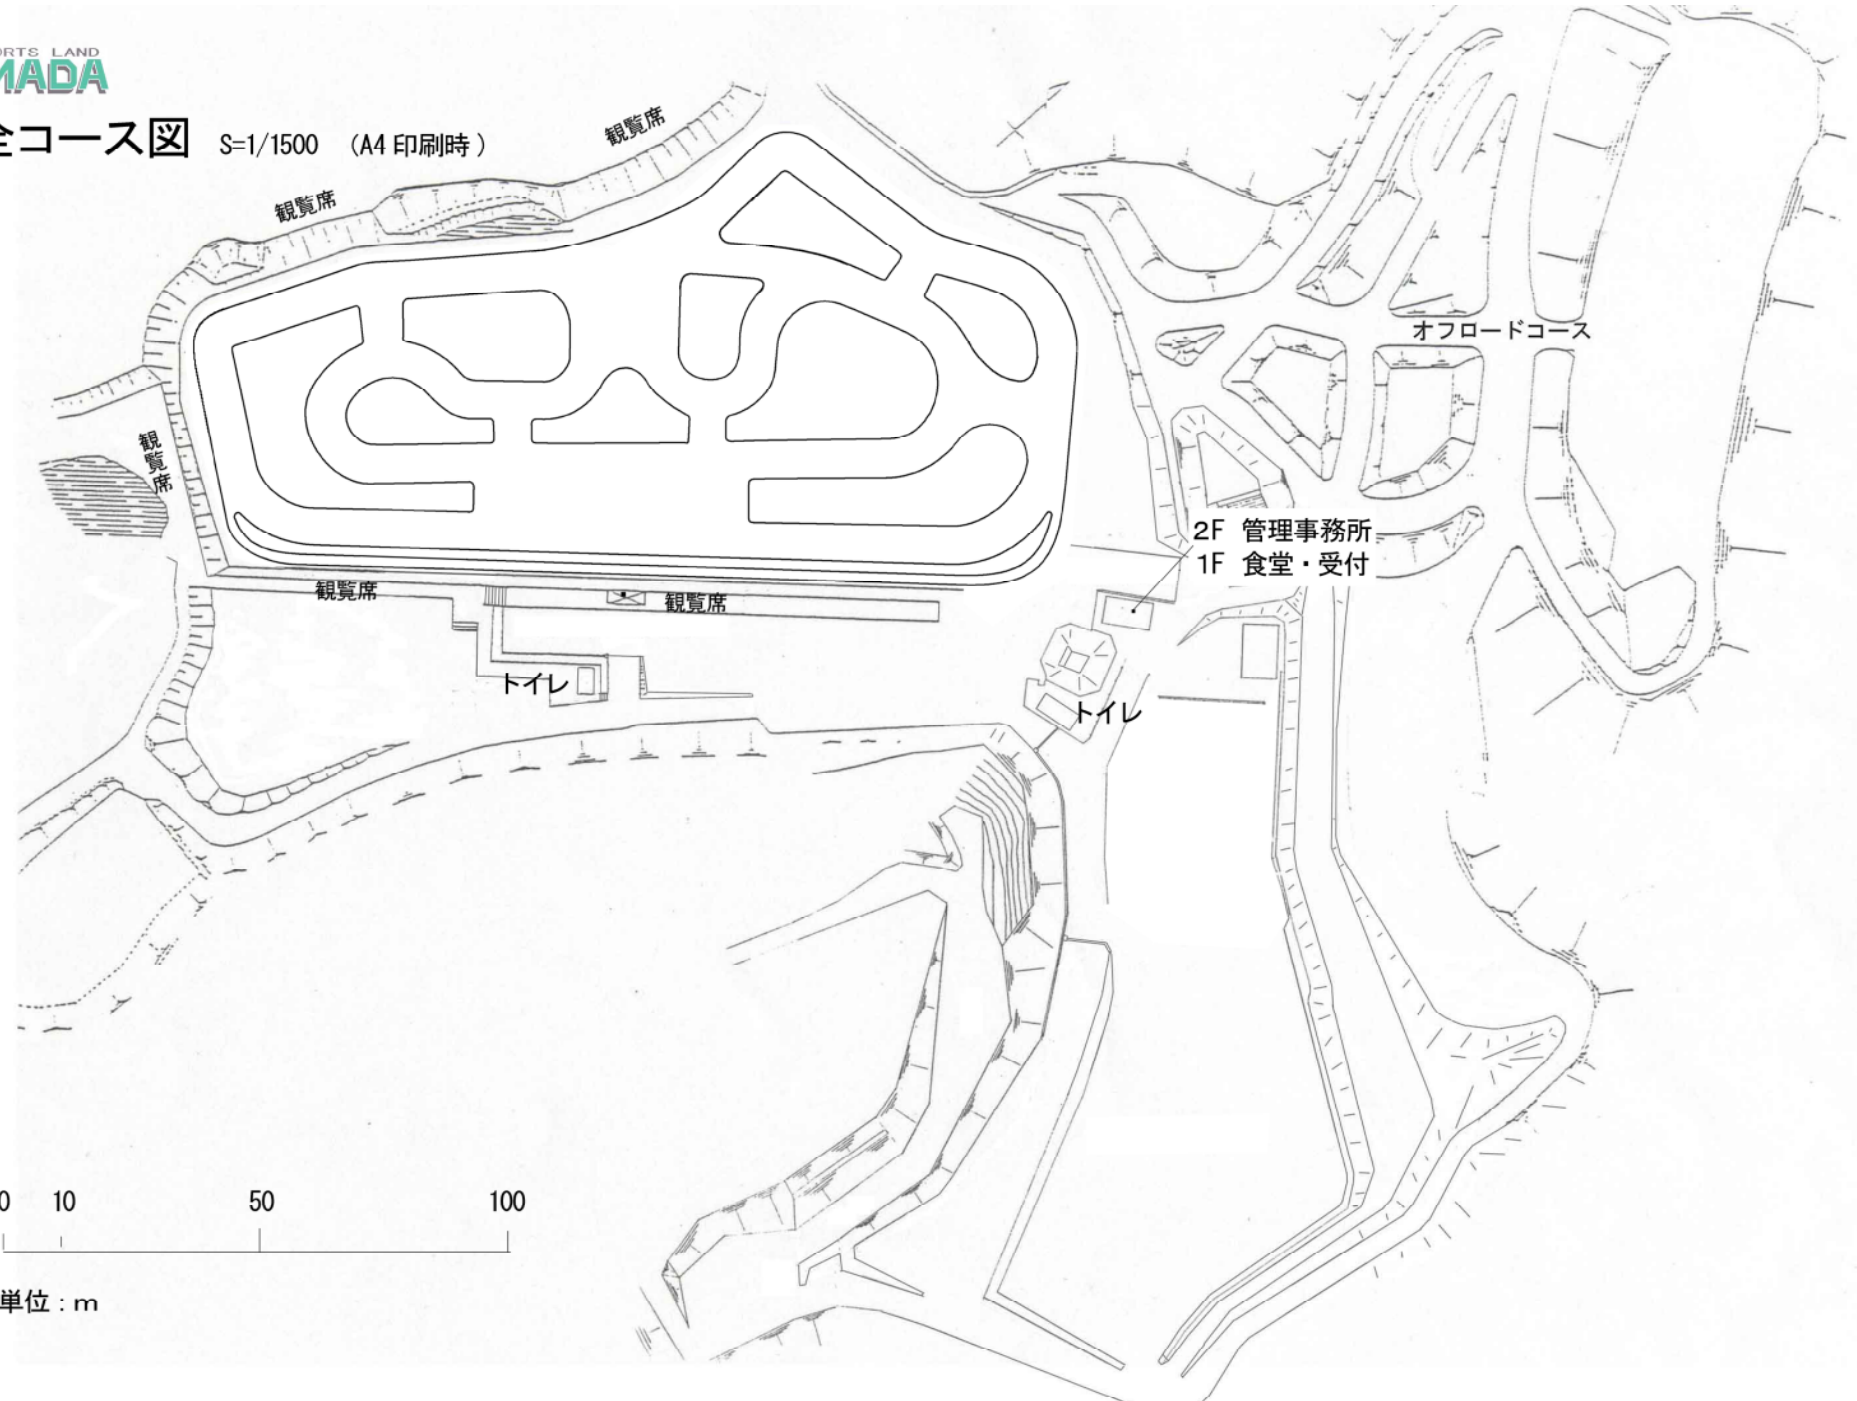 ORTS LAND
MADA
全コース図 S=1/1500 （A4 印刷時）
観覧席
観覧席
オフロードコース
観覧席
2F 管理事務所
1F 食堂・受付
観覧席
観覧席
トイレ
トイレ
0 10 50 100
単位：m